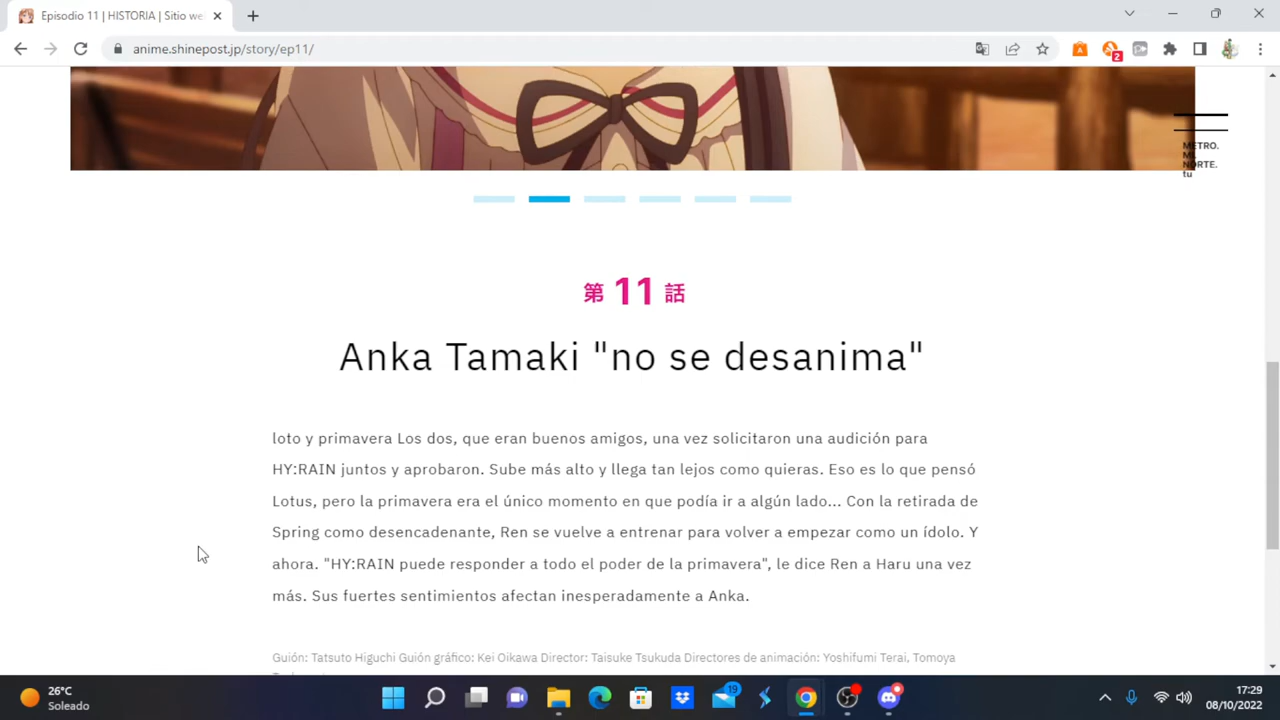 Episodio 11 | HISTORIA | Sitio we
anime.shinepost.jp/story/ep11/
2
METRO.
NORTE.
tu
第 11 話
Anka Tamaki "no se desanima"
loto y primavera Los dos, que eran buenos amigos, una vez solicitaron una audición para
HY:RAIN juntos y aprobaron. Sube más alto y llega tan lejos como quieras. Eso es lo que pensó
Lotus, pero la primavera era el único momento en que podía ir a algún lado... Con la retirada de
Spring como desencadenante, Ren se vuelve a entrenar para volver a empezar como un ídolo. Y
ahora. "HY:RAIN puede responder a todo el poder de la primavera", le dice Ren a Haru una vez
más. Sus fuertes sentimientos afectan inesperadamente a Anka.
Guión: Tatsuto Higuchi Guión gráfico: Kei Oikawa Director: Taisuke Tsukuda Directores de animación: Yoshifumi Terai, Tomoya
26°C
Soleado
19
17:29
08/10/2022